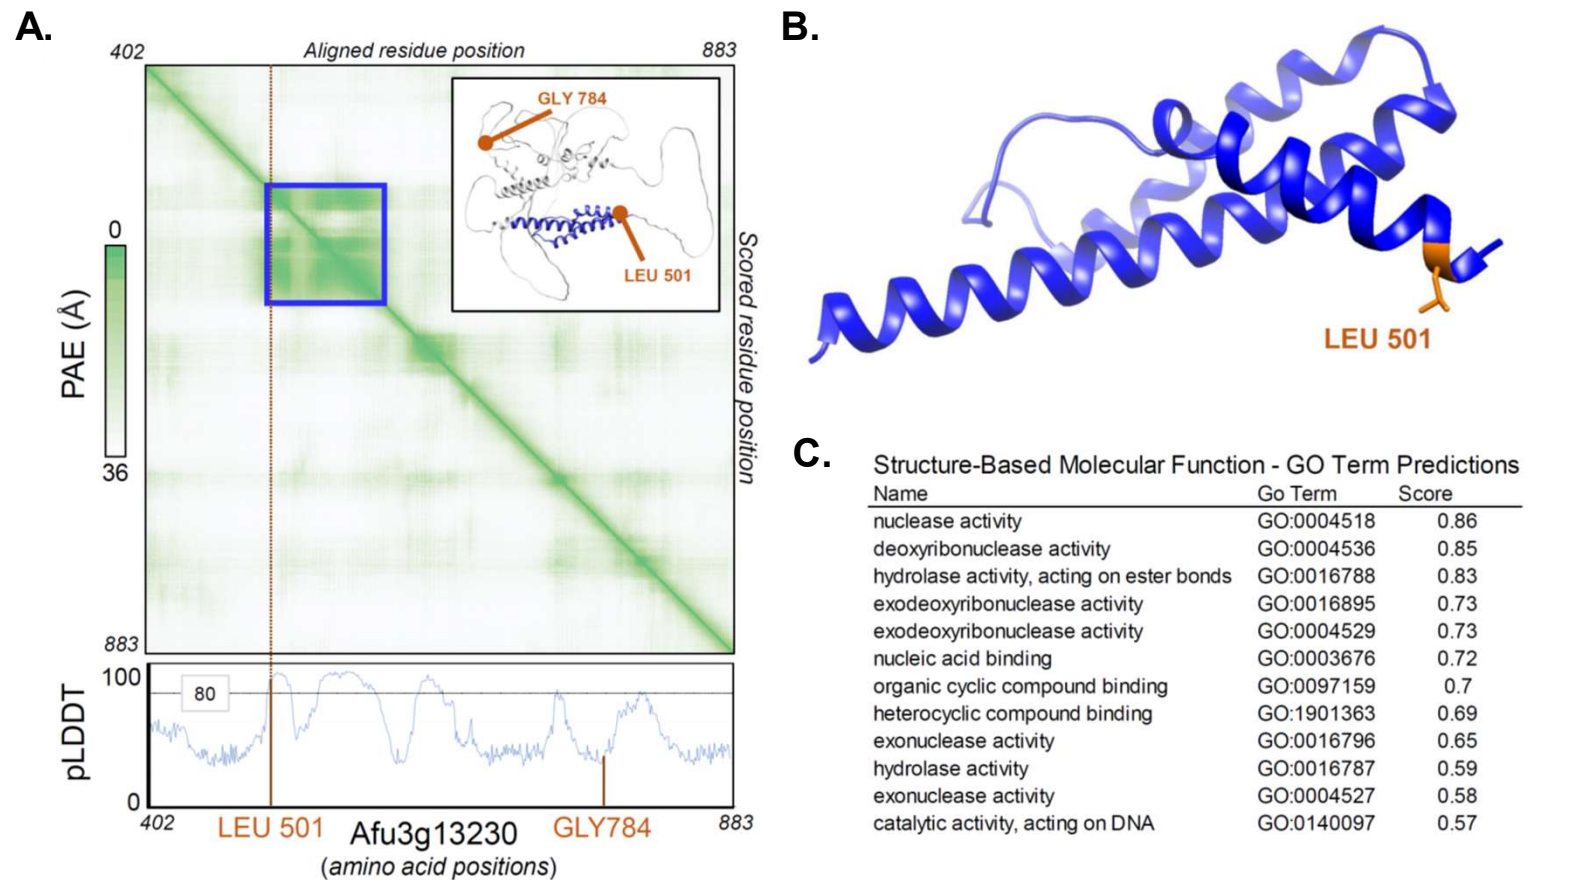 A.
402
Aligned residue position
883
GLY 784
LEU 501
0
PAE (Å)
36
Scored residue position
883
100
80
pLDDT
0
402
LEU 501
Afu3g13230
GLY784
883
(amino acid positions)
B.
LEU 501
C.
Structure-Based Molecular Function - GO Term Predictions
Name Go Term Score
nuclease activity GO:0004518 0.86
deoxyribonuclease activity GO:0004536 0.85
hydrolase activity, acting on ester bonds GO:0016788 0.83
exodeoxyribonuclease activity GO:0016895 0.73
exodeoxyribonuclease activity GO:0004529 0.73
nucleic acid binding GO:0003676 0.72
organic cyclic compound binding GO:0097159 0.7
heterocyclic compound binding GO:1901363 0.69
exonuclease activity GO:0016796 0.65
hydrolase activity GO:0016787 0.59
exonuclease activity GO:0004527 0.58
catalytic activity, acting on DNA GO:0140097 0.57